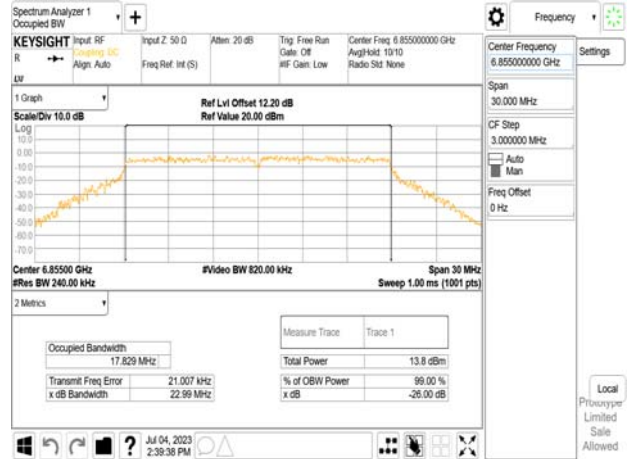 Spectrum Analyzer 1
Occupied BW
Frequency
KEYSIGHT
Input: RF
Coupling: DC
Align: Auto
Input Z: 50 Ω
Freq Ref: Int (S)
Atten: 20 dB
Trig: Free Run
Gate: Off
#IF Gain: Low
Center Freq: 6.855000000 GHz
Avg|Hold: 10/10
Radio Std: None
R
LXI
Center Frequency
6.855000000 GHz
Settings
Span
30.000 MHz
CF Step
3.000000 MHz
Auto
Man
Freq Offset
0 Hz
1 Graph
Scale/Div 10.0 dB
Ref Lvl Offset 12.20 dB
Ref Value 20.00 dBm
Log
10.0
0.00
-10.0
-20.0
-30.0
-40.0
-50.0
-60.0
-70.0
Center 6.85500 GHz
#Res BW 240.00 kHz
#Video BW 820.00 kHz
Span 30 MHz
Sweep 1.00 ms (1001 pts)
2 Metrics
Measure Trace Trace 1
Occupied Bandwidth
17.829 MHz
Total Power 13.8 dBm
Transmit Freq Error 21.007 kHz
% of OBW Power 99.00 %
x dB Bandwidth 22.99 MHz
x dB -26.00 dB
Local
Prototype
Limited
Sale
Allowed
Jul 04, 2023
2:39:38 PM